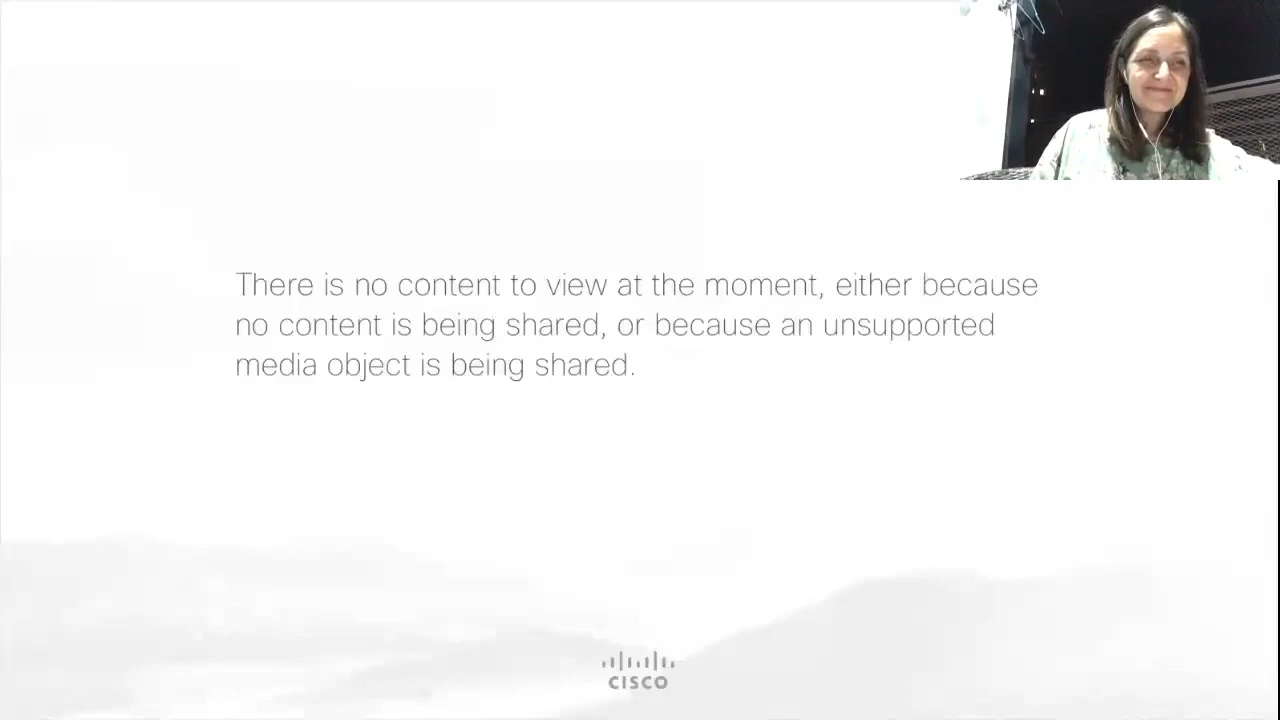 There is no content to view at the moment, either because
no content is being shared, or because an unsupported
media object is being shared.
CISCO